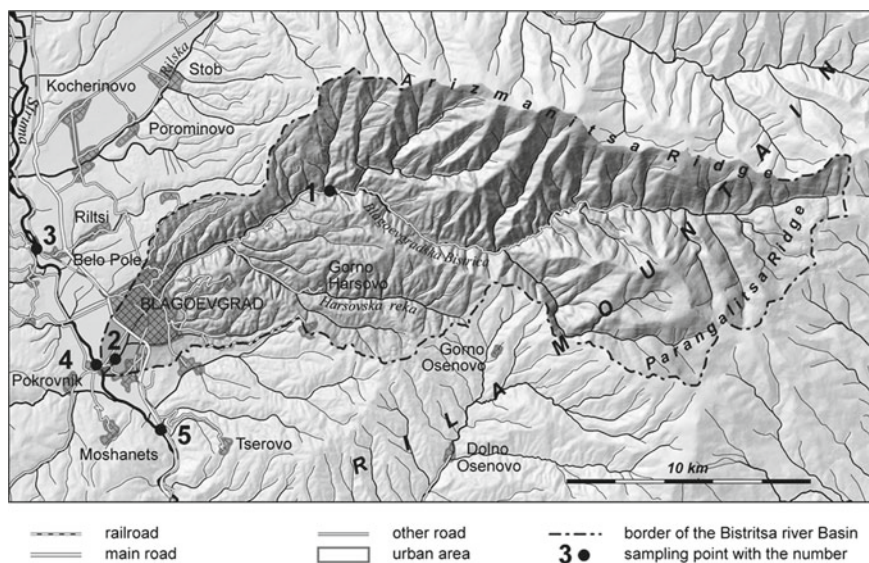 Rilska
Stob
Kocherinovo
Struma
Porominovo
Arizmanitsa Ridge
1
Riltsi
3
Belo Pole
Blagoevgradska Bistrica
Gorno
Harsovo
BLAGOEVGRAD
Harsovska reka
Parangalitsa Ridge
2
4
Pokrovnik
Gorno
Osenovo
RILA MOUNTAIN
5
Moshanets
Tserovo
Dolno
Osenovo
10 km
railroad other road border of the Bistritsa river Basin
main road urban area 3 sampling point with the number